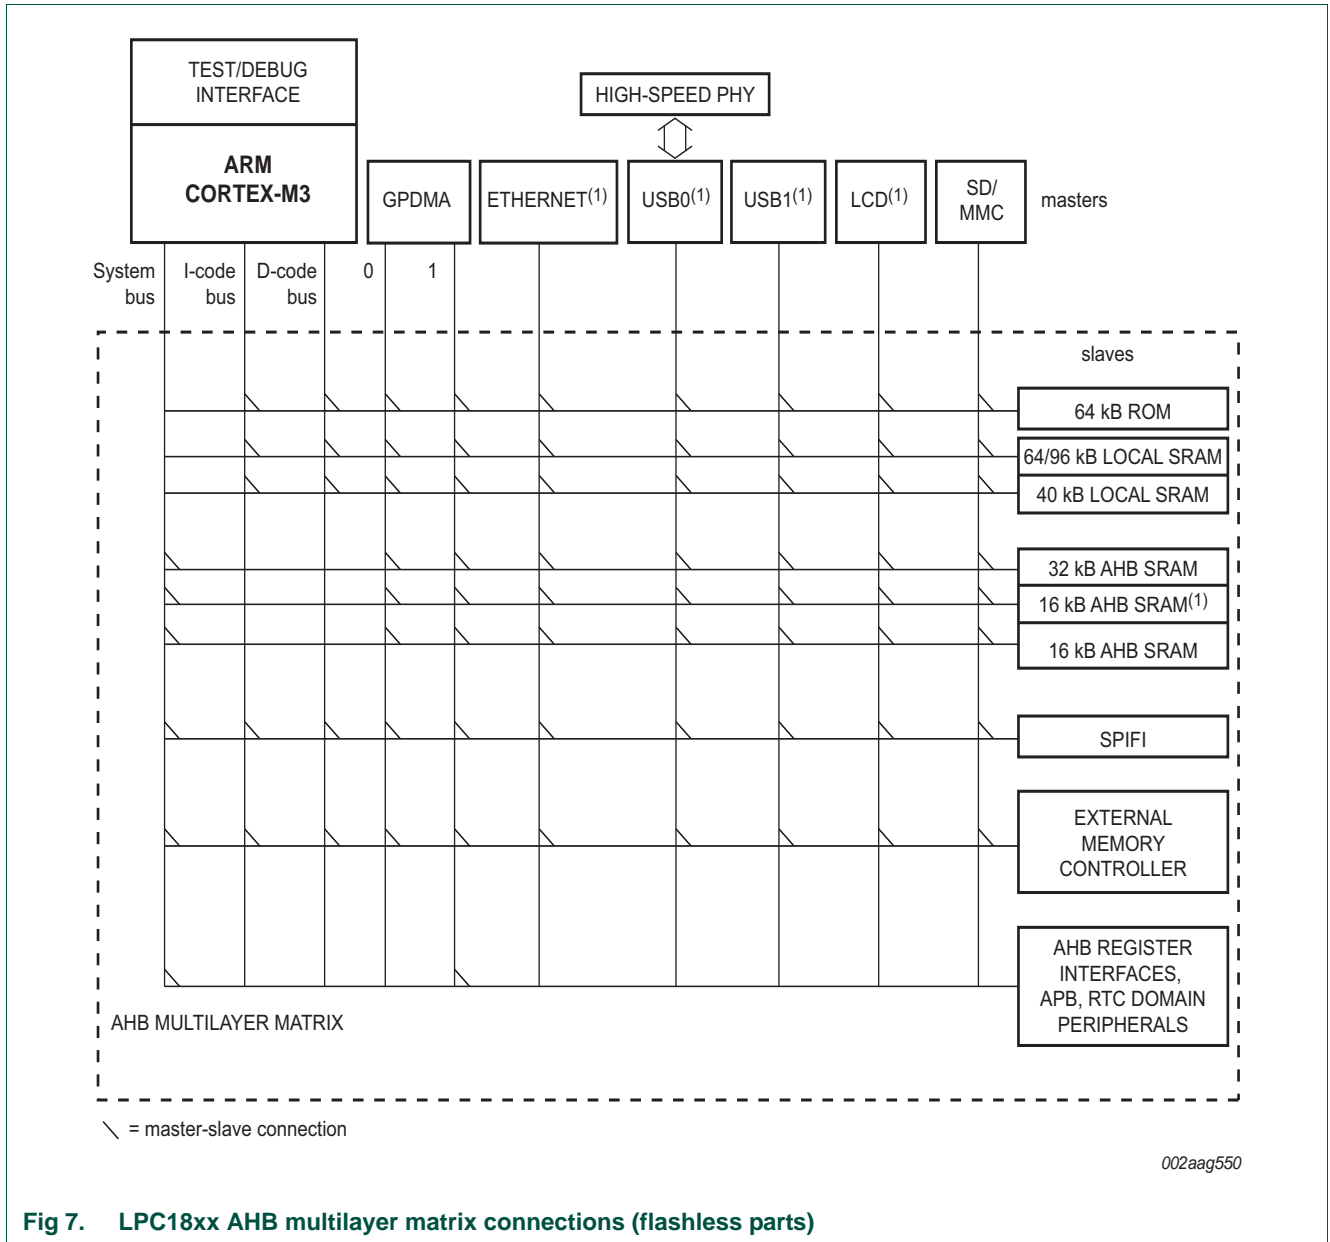 TEST/DEBUG
INTERFACE
ARM
CORTEX-M3
HIGH-SPEED PHY
GPDMA
ETHERNET(1)
USB0(1)
USB1(1)
LCD(1)
SD/
MMC
masters
System
bus
I-code
bus
D-code
bus
0
1
slaves
64 kB ROM
64/96 kB LOCAL SRAM
40 kB LOCAL SRAM
32 kB AHB SRAM
16 kB AHB SRAM(1)
16 kB AHB SRAM
SPIFI
EXTERNAL
MEMORY
CONTROLLER
AHB REGISTER
INTERFACES,
APB, RTC DOMAIN
PERIPHERALS
AHB MULTILAYER MATRIX
= master-slave connection
002aag550
Fig 7. LPC18xx AHB multilayer matrix connections (flashless parts)